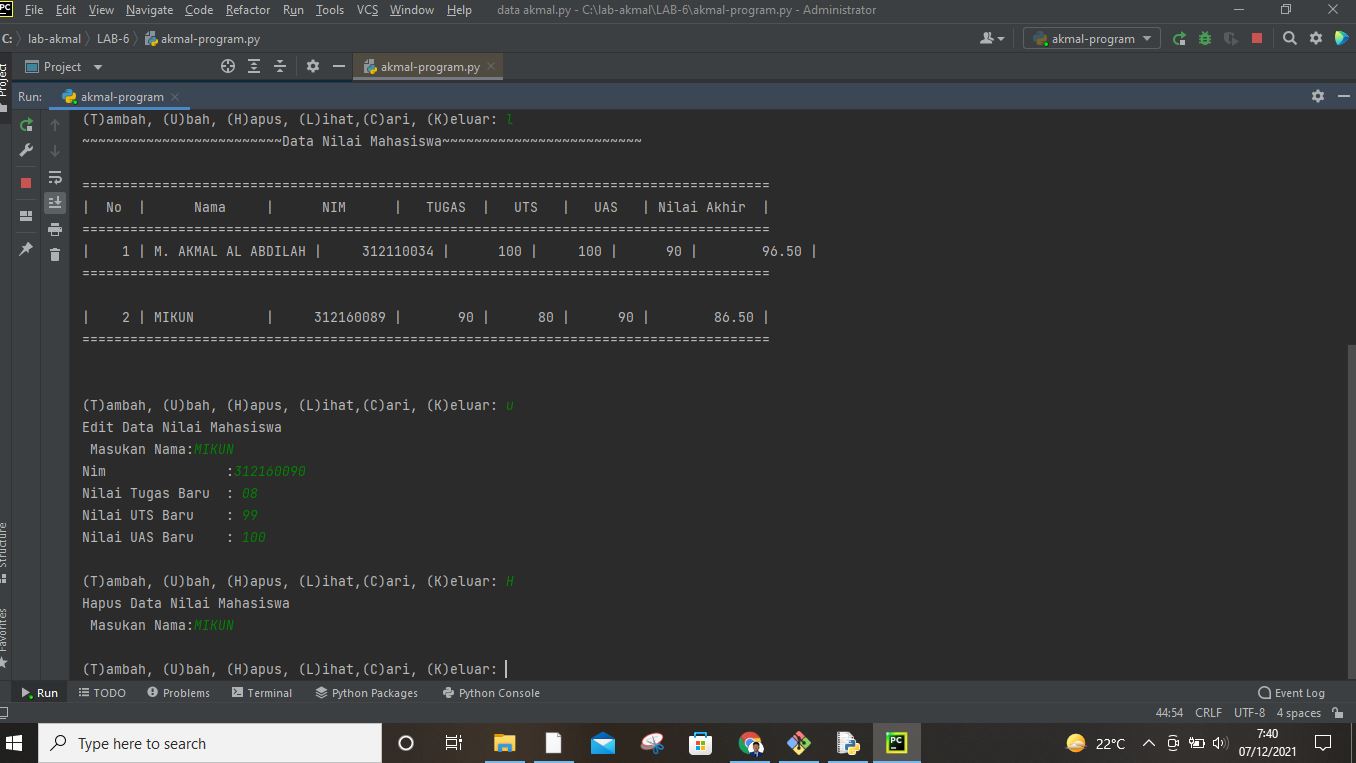 File Edit View Navigate Code Refactor Run Tools VCS Window Help data akmal.py - C:\lab-akmal\LAB-6\akmal-program.py - Administrator
C: lab-akmal LAB-6 akmal-program.py akmal-program
Project akmal-program.py
Project
Run: akmal-program
(T)ambah, (U)bah, (H)apus, (L)ihat,(C)ari, (K)eluar: l
~~~~~~~~~~~~~~~~~~~~~~~~~Data Nilai Mahasiswa~~~~~~~~~~~~~~~~~~~~~~~~~
======================================================================================
|  No  |      Nama     |      NIM      |   TUGAS  |   UTS   |   UAS   | Nilai Akhir  |
======================================================================================
|    1 | M. AKMAL AL ABDILAH |     312110034 |      100 |     100 |      90 |        96.50 |
======================================================================================
|    2 | MIKUN         |     312160089 |       90 |      80 |      90 |        86.50 |
======================================================================================
(T)ambah, (U)bah, (H)apus, (L)ihat,(C)ari, (K)eluar: u
Edit Data Nilai Mahasiswa
Masukan Nama:MIKUN
Nim               :312160090
Nilai Tugas Baru  : 08
Nilai UTS Baru    : 99
Nilai UAS Baru    : 100
(T)ambah, (U)bah, (H)apus, (L)ihat,(C)ari, (K)eluar: H
Hapus Data Nilai Mahasiswa
Masukan Nama:MIKUN
(T)ambah, (U)bah, (H)apus, (L)ihat,(C)ari, (K)eluar:
Structure
Favorites
Run TODO Problems Terminal Python Packages Python Console Event Log
44:54 CRLF UTF-8 4 spaces
Type here to search PC 22°C 7:40
07/12/2021